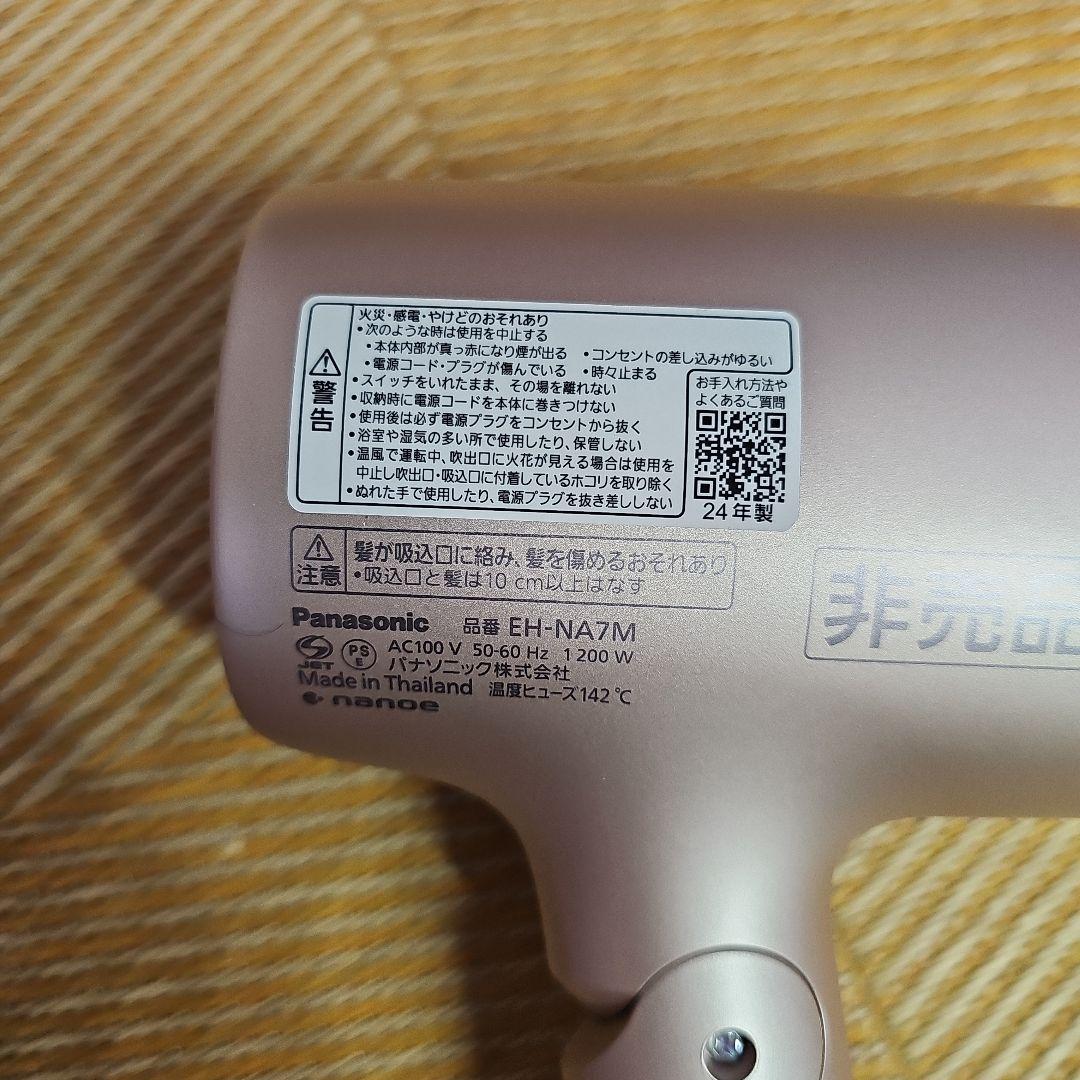 火災・感電・やけどのおそれあり
•次のような時は使用を中止する
•本体内部が真っ赤になり煙が出る •コンセントの差し込みがゆるい
•電源コード・プラグが傷んでいる •時々止まる
•スイッチをいれたまま、その場を離れない
•収納時に電源コードを本体に巻きつけない
•使用後は必ず電源プラグをコンセントから抜く
•浴室や湿気の多い所で使用したり、保管しない
•温風で運転中、吹出口に火花が見える場合は使用を
中止し吹出口・吸込口に付着しているホコリを取り除く
•ぬれた手で使用したり、電源プラグを抜き差ししない
警告
お手入れ方法や
よくあるご質問
24年製
注意
髪が吸込口に絡み、髪を傷めるおそれあり
•吸込口と髪は10 cm以上はなす
非売品
Panasonic 品番 EH-NA7M
JET PSE AC100 V 50-60 Hz 1 200 W
パナソニック株式会社
Made in Thailand 温度ヒューズ142 ℃
nanoe